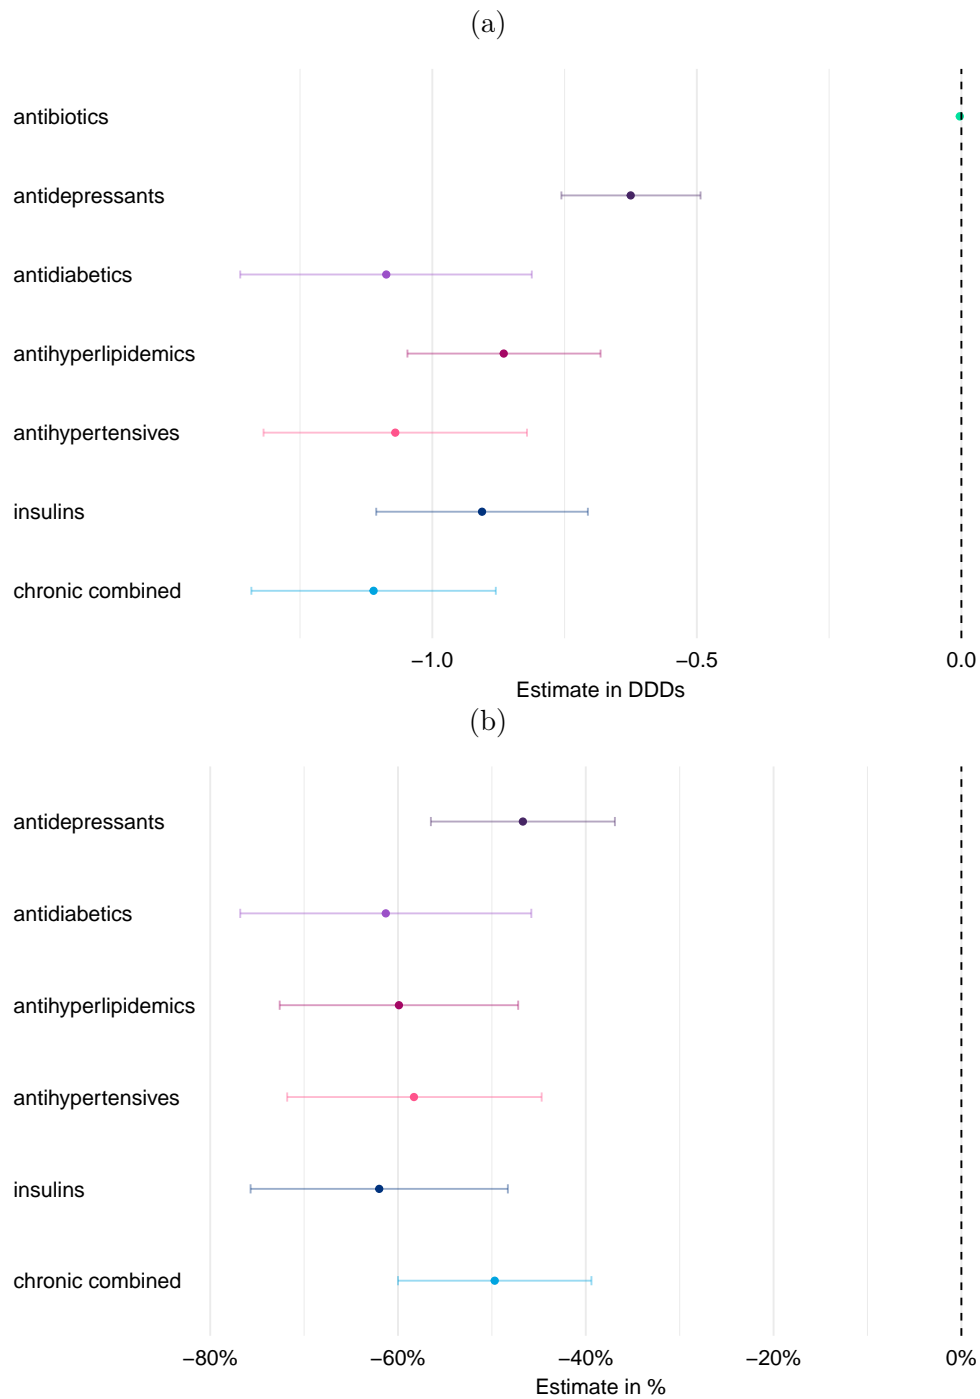 (a)
antibiotics
antidepressants
antidiabetics
antihyperlipidemics
antihypertensives
insulins
chronic combined
−1.0 −0.5 0.0
Estimate in DDDs
(b)
antidepressants
antidiabetics
antihyperlipidemics
antihypertensives
insulins
chronic combined
−80% −60% −40% −20% 0%
Estimate in %